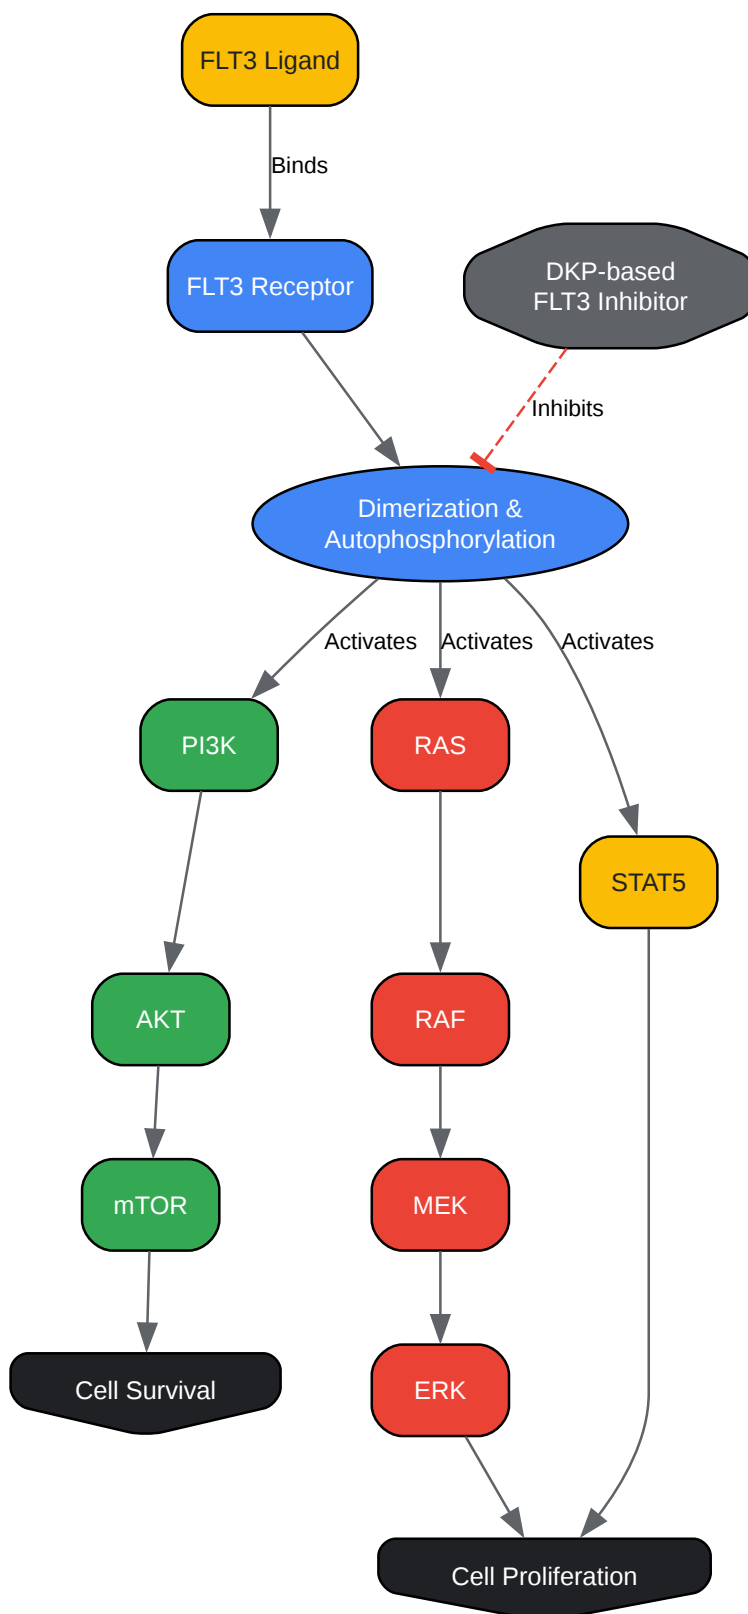 FLT3 Ligand
Binds
FLT3 Receptor
DKP-based
FLT3 Inhibitor
Inhibits
Dimerization &
Autophosphorylation
Activates
Activates
Activates
PI3K
RAS
STAT5
AKT
RAF
mTOR
MEK
Cell Survival
ERK
Cell Proliferation